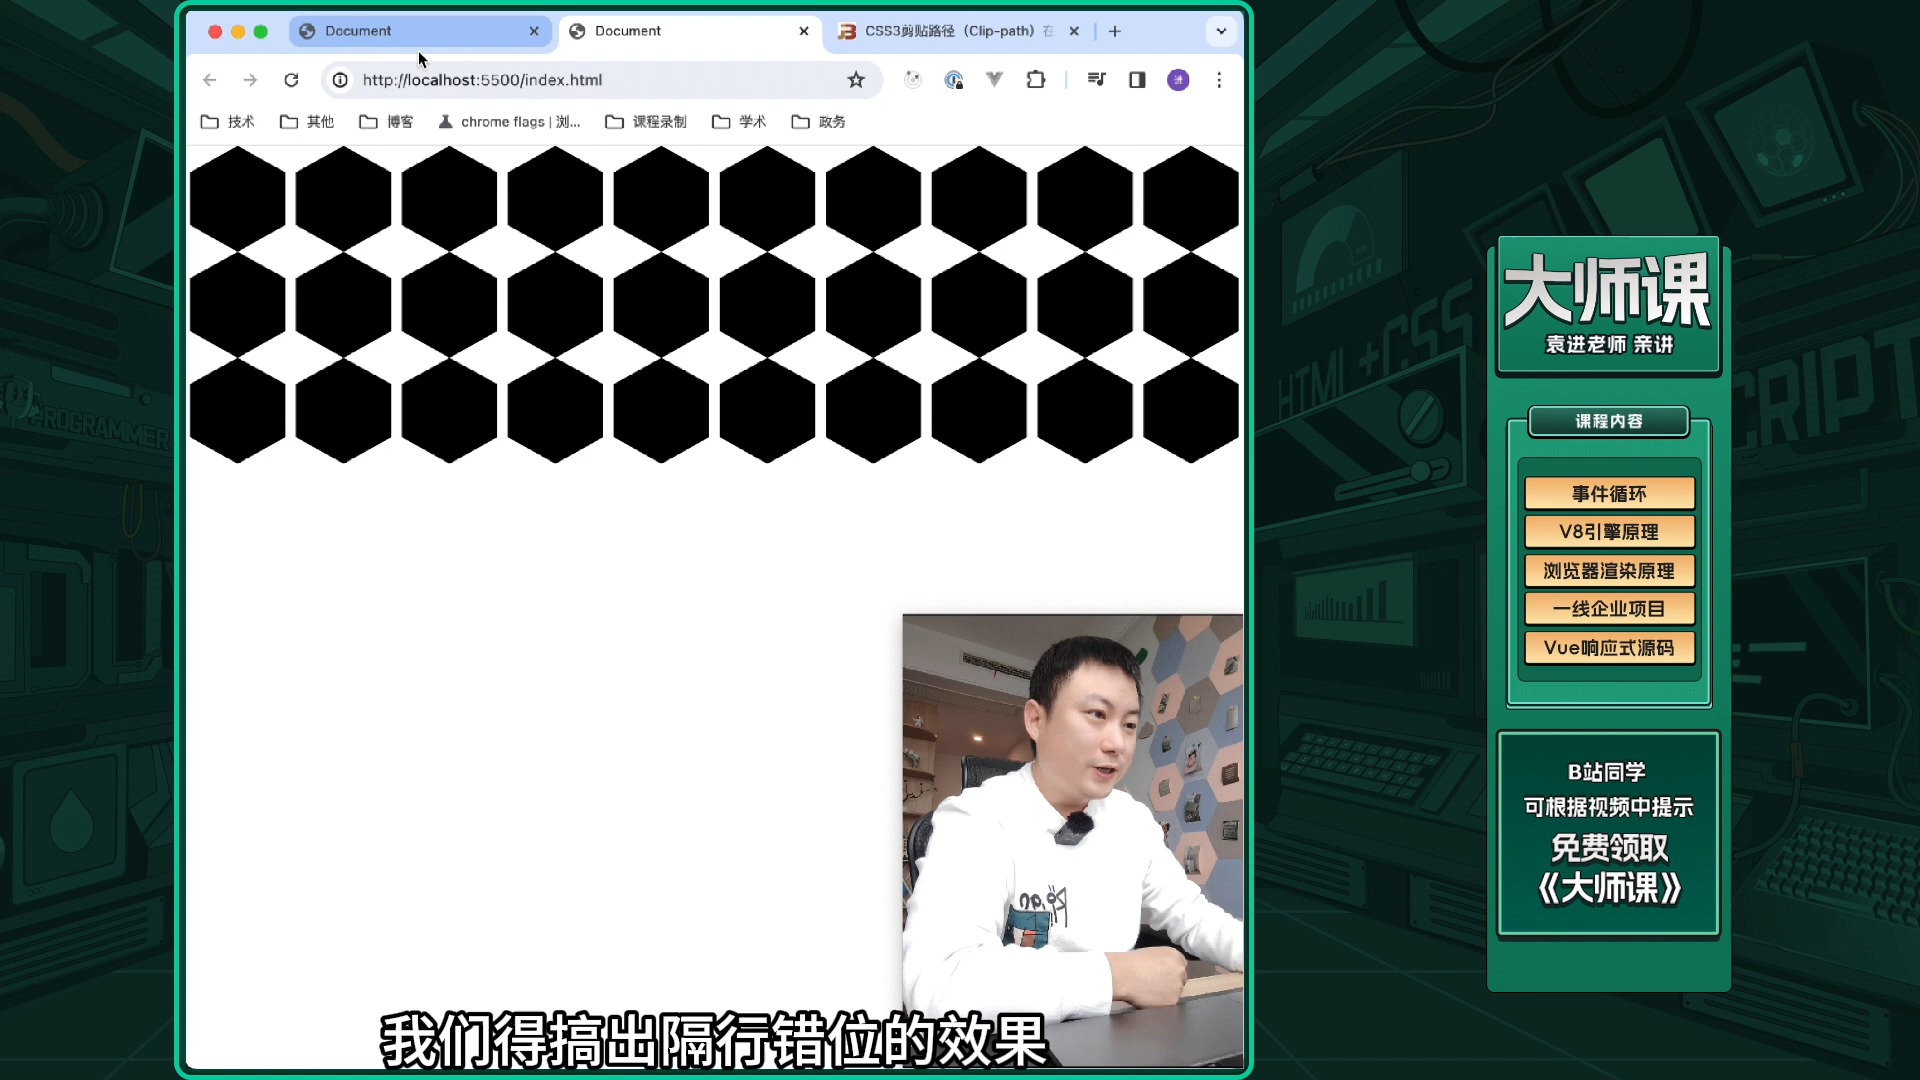 Document
Document
CSS3剪贴路径（Clip-path）在
http://localhost:5500/index.html
进
技术
其他
博客
chrome flags | 浏...
课程录制
学术
政务
大师课
袁进老师 亲讲
课程内容
事件循环
V8引擎原理
浏览器渲染原理
一线企业项目
Vue响应式源码
B站同学
可根据视频中提示
免费领取
《大师课》
HTML +CSS
PROGRAMMER
我们得搞出隔行错位的效果